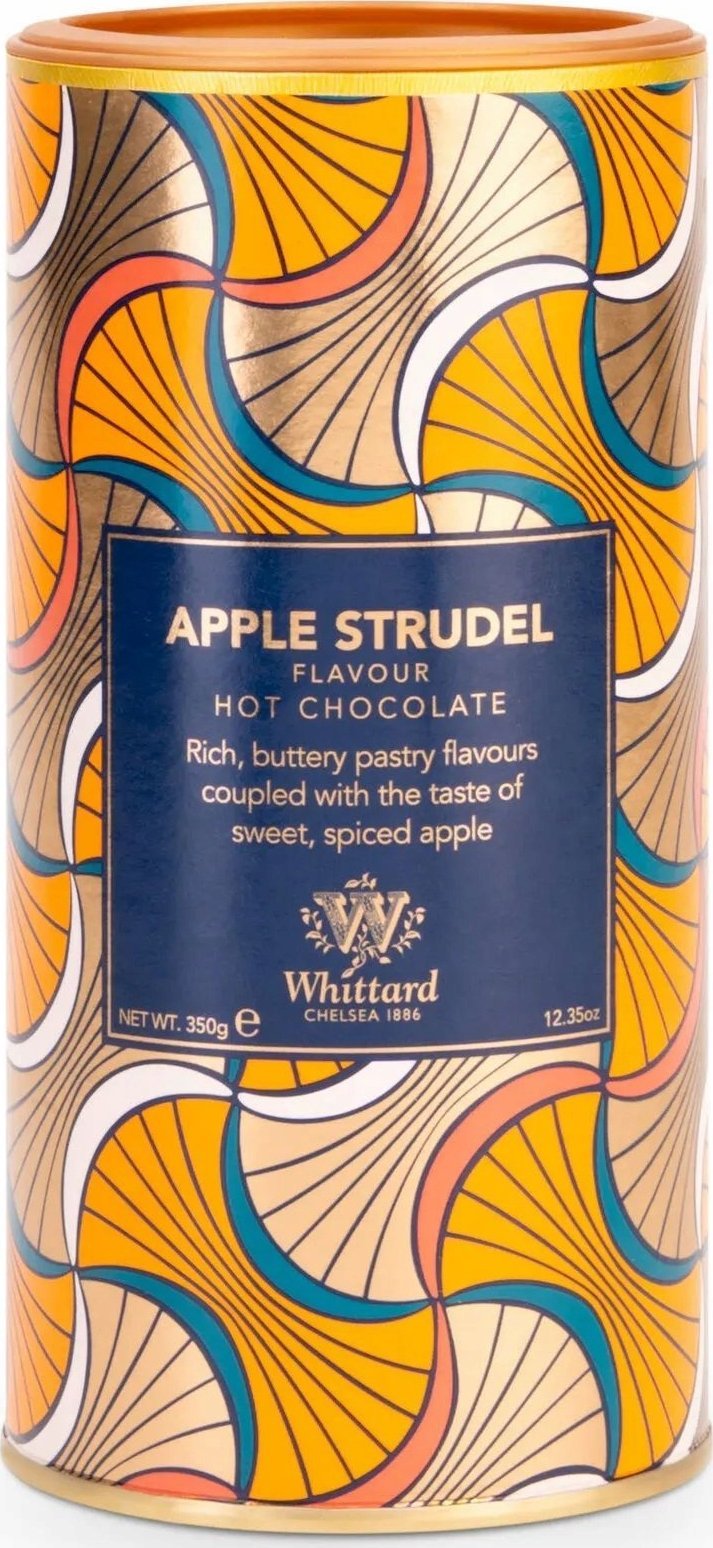 APPLE STRUDEL
FLAVOUR
HOT CHOCOLATE
Rich, buttery pastry flavours
coupled with the taste of
sweet, spiced apple
W
Whittard
CHELSEA 1886
NET WT. 350g ℮ 12.35oz